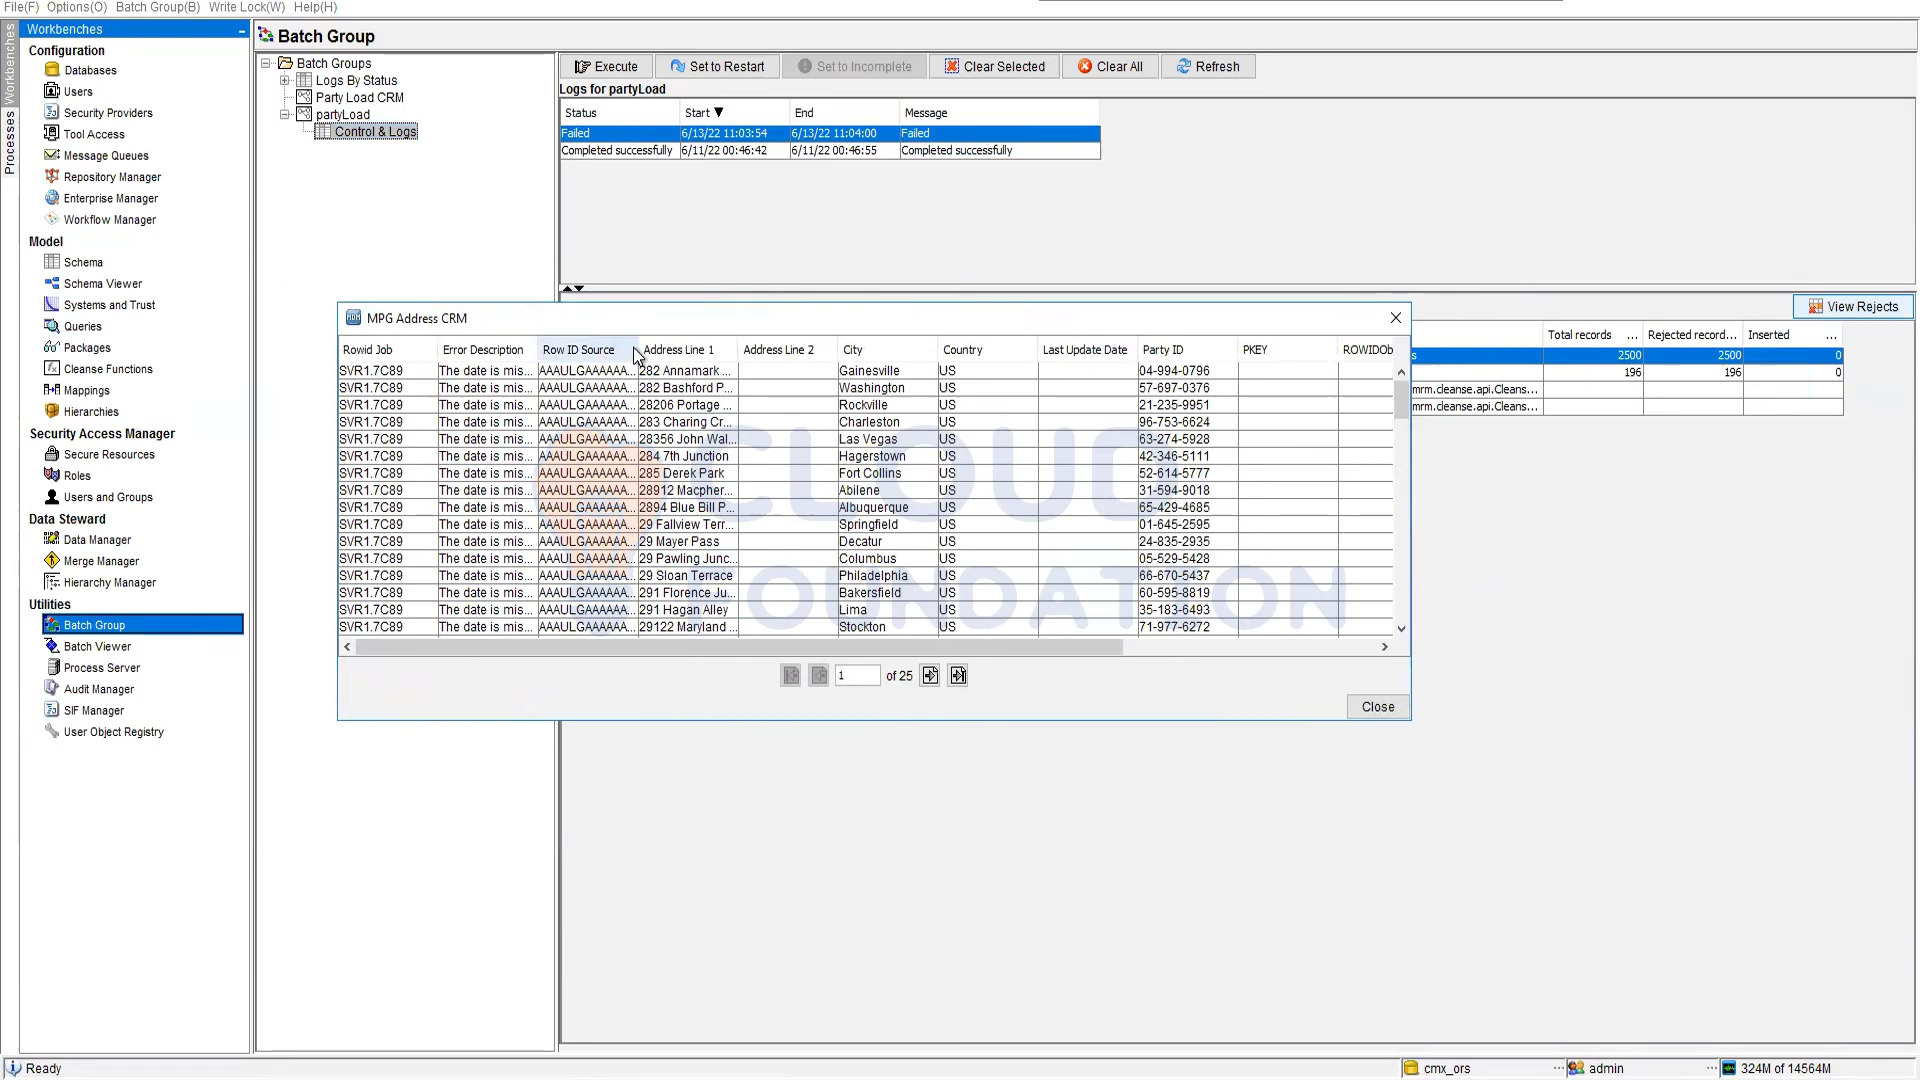 File(F) Options(O) Batch Group(B) Write Lock(W) Help(H)
Workbenches
Processes
Workbenches
Configuration
Databases
Users
Security Providers
Tool Access
Message Queues
Repository Manager
Enterprise Manager
Workflow Manager
Model
Schema
Schema Viewer
Systems and Trust
Queries
Packages
Cleanse Functions
Mappings
Hierarchies
Security Access Manager
Secure Resources
Roles
Users and Groups
Data Steward
Data Manager
Merge Manager
Hierarchy Manager
Utilities
Batch Group
Batch Viewer
Process Server
Audit Manager
SIF Manager
User Object Registry
Batch Group
Batch Groups
Logs By Status
Party Load CRM
partyLoad
Control & Logs
Execute Set to Restart Set to Incomplete Clear Selected Clear All Refresh
Logs for partyLoad
Status Start End Message
Failed 6/13/22 11:03:54 6/13/22 11:04:00 Failed
Completed successfully 6/11/22 00:46:42 6/11/22 00:46:55 Completed successfully
View Rejects
Total records ... Rejected record... Inserted ...
s 2500 2500 0
196 196 0
mrm.cleanse.api.Cleans...
mrm.cleanse.api.Cleans...
MPG Address CRM
Rowid Job Error Description Row ID Source Address Line 1 Address Line 2 City Country Last Update Date Party ID PKEY ROWIDOb
SVR1.7C89 The date is mis... AAAULGAAAAAA... 282 Annamark ... Gainesville US 04-994-0796
SVR1.7C89 The date is mis... AAAULGAAAAAA... 282 Bashford P... Washington US 57-697-0376
SVR1.7C89 The date is mis... AAAULGAAAAAA... 28206 Portage ... Rockville US 21-235-9951
SVR1.7C89 The date is mis... AAAULGAAAAAA... 283 Charing Cr... Charleston US 96-753-6624
SVR1.7C89 The date is mis... AAAULGAAAAAA... 28356 John Wal... Las Vegas US 63-274-5928
SVR1.7C89 The date is mis... AAAULGAAAAAA... 284 7th Junction Hagerstown US 42-346-5111
SVR1.7C89 The date is mis... AAAULGAAAAAA... 285 Derek Park Fort Collins US 52-614-5777
SVR1.7C89 The date is mis... AAAULGAAAAAA... 28912 Macpher... Abilene US 31-594-9018
SVR1.7C89 The date is mis... AAAULGAAAAAA... 2894 Blue Bill P... Albuquerque US 65-429-4685
SVR1.7C89 The date is mis... AAAULGAAAAAA... 29 Fallview Terr... Springfield US 01-645-2595
SVR1.7C89 The date is mis... AAAULGAAAAAA... 29 Mayer Pass Decatur US 24-835-2935
SVR1.7C89 The date is mis... AAAULGAAAAAA... 29 Pawling Junc... Columbus US 05-529-5428
SVR1.7C89 The date is mis... AAAULGAAAAAA... 29 Sloan Terrace Philadelphia US 66-670-5437
SVR1.7C89 The date is mis... AAAULGAAAAAA... 291 Florence Ju... Bakersfield US 60-595-8819
SVR1.7C89 The date is mis... AAAULGAAAAAA... 291 Hagan Alley Lima US 35-183-6493
SVR1.7C89 The date is mis... AAAULGAAAAAA... 29122 Maryland ... Stockton US 71-977-6272
CLOUD
FOUNDATION
1 of 25
Close
Ready cmx_ors ... admin ... 324M of 14564M